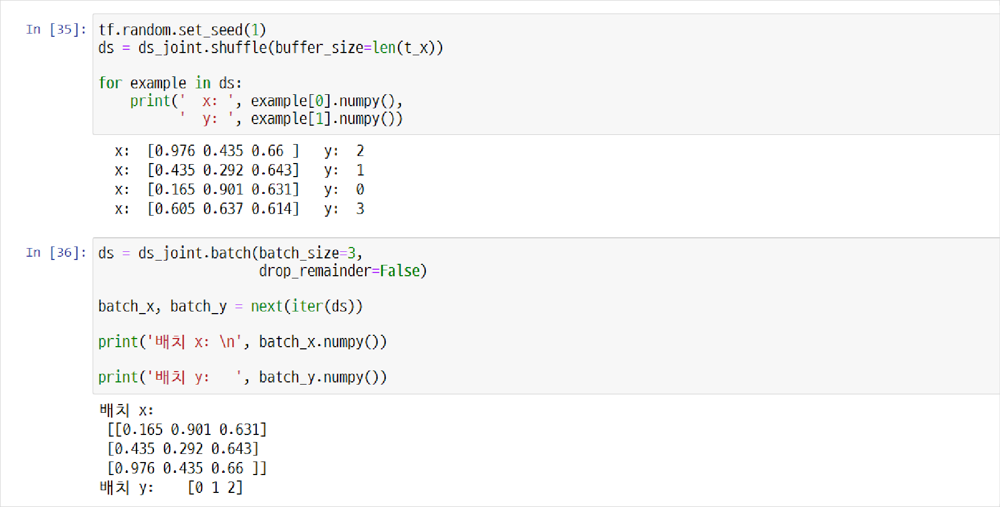 In [35]: tf.random.set_seed(1)
ds = ds_joint.shuffle(buffer_size=len(t_x))
for example in ds:
    print('  x: ', example[0].numpy(),
          '  y: ', example[1].numpy())
  x:  [0.976 0.435 0.66 ]   y:  2
  x:  [0.435 0.292 0.643]   y:  1
  x:  [0.165 0.901 0.631]   y:  0
  x:  [0.605 0.637 0.614]   y:  3
In [36]: ds = ds_joint.batch(batch_size=3,
                    drop_remainder=False)
batch_x, batch_y = next(iter(ds))
print('배치 x: \n', batch_x.numpy())
print('배치 y:   ', batch_y.numpy())
배치 x:
 [[0.165 0.901 0.631]
 [0.435 0.292 0.643]
 [0.976 0.435 0.66 ]]
배치 y:    [0 1 2]